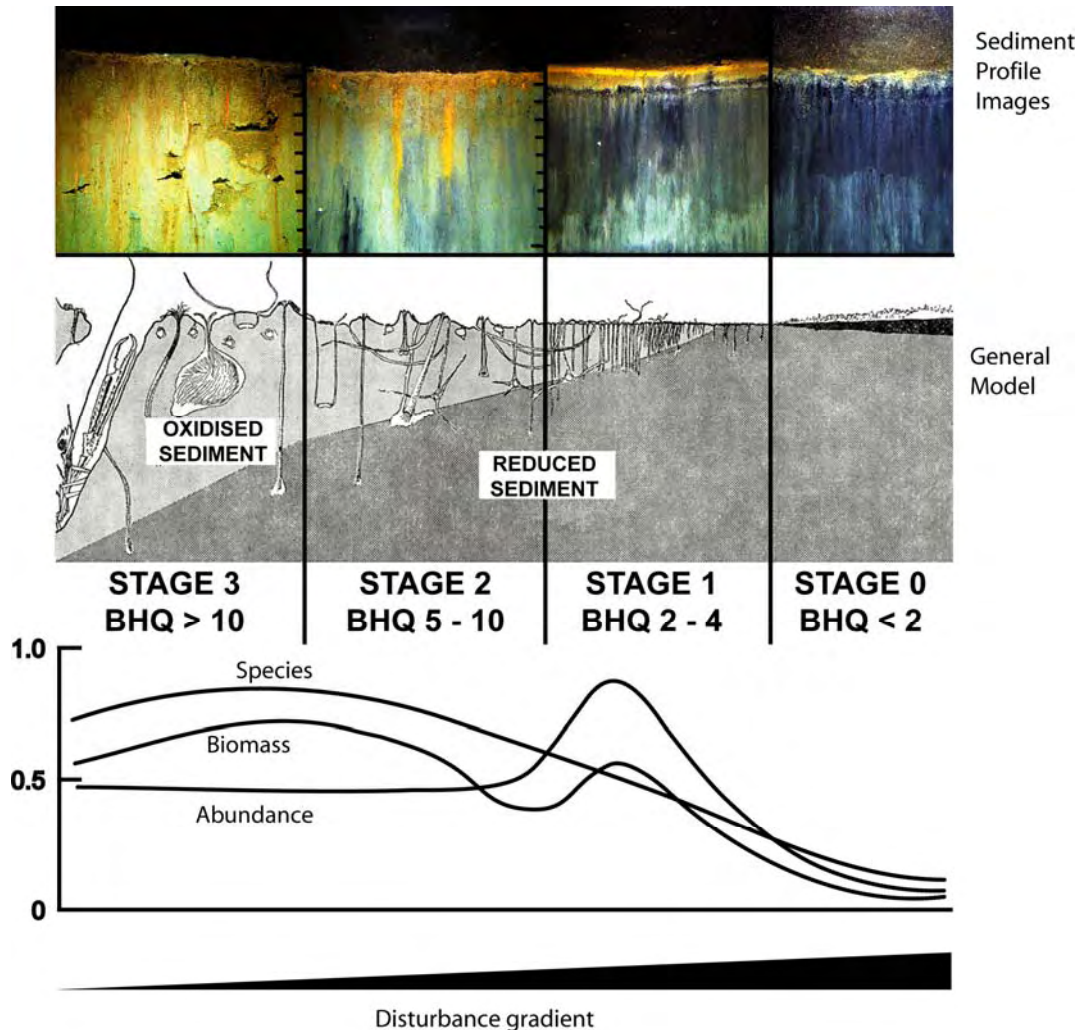 Sediment
Profile
Images
OXIDISED
SEDIMENT
REDUCED
SEDIMENT
General
Model
STAGE 3
BHQ > 10
STAGE 2
BHQ 5 - 10
STAGE 1
BHQ 2 - 4
STAGE 0
BHQ < 2
1.0
Species
Biomass
0.5
Abundance
0
Disturbance gradient